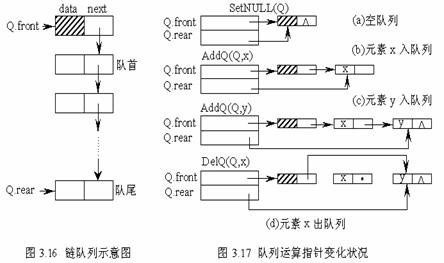 data next
Q.front
队首
Q.rear
队尾
图 3.16 链队列示意图
SetNULL(Q)
Q.front
Q.rear
∧
(a)空队列
(b)元素 x 入队列
AddQ(Q,x)
Q.front
Q.rear
x
(c)元素 y 入队列
AddQ(Q,y)
Q.front
Q.rear
x
y ∧
DelQ(Q,x)
Q.front
Q.rear
x
y ∧
(d)元素 x 出队列
图 3.17 队列运算指针变化状况